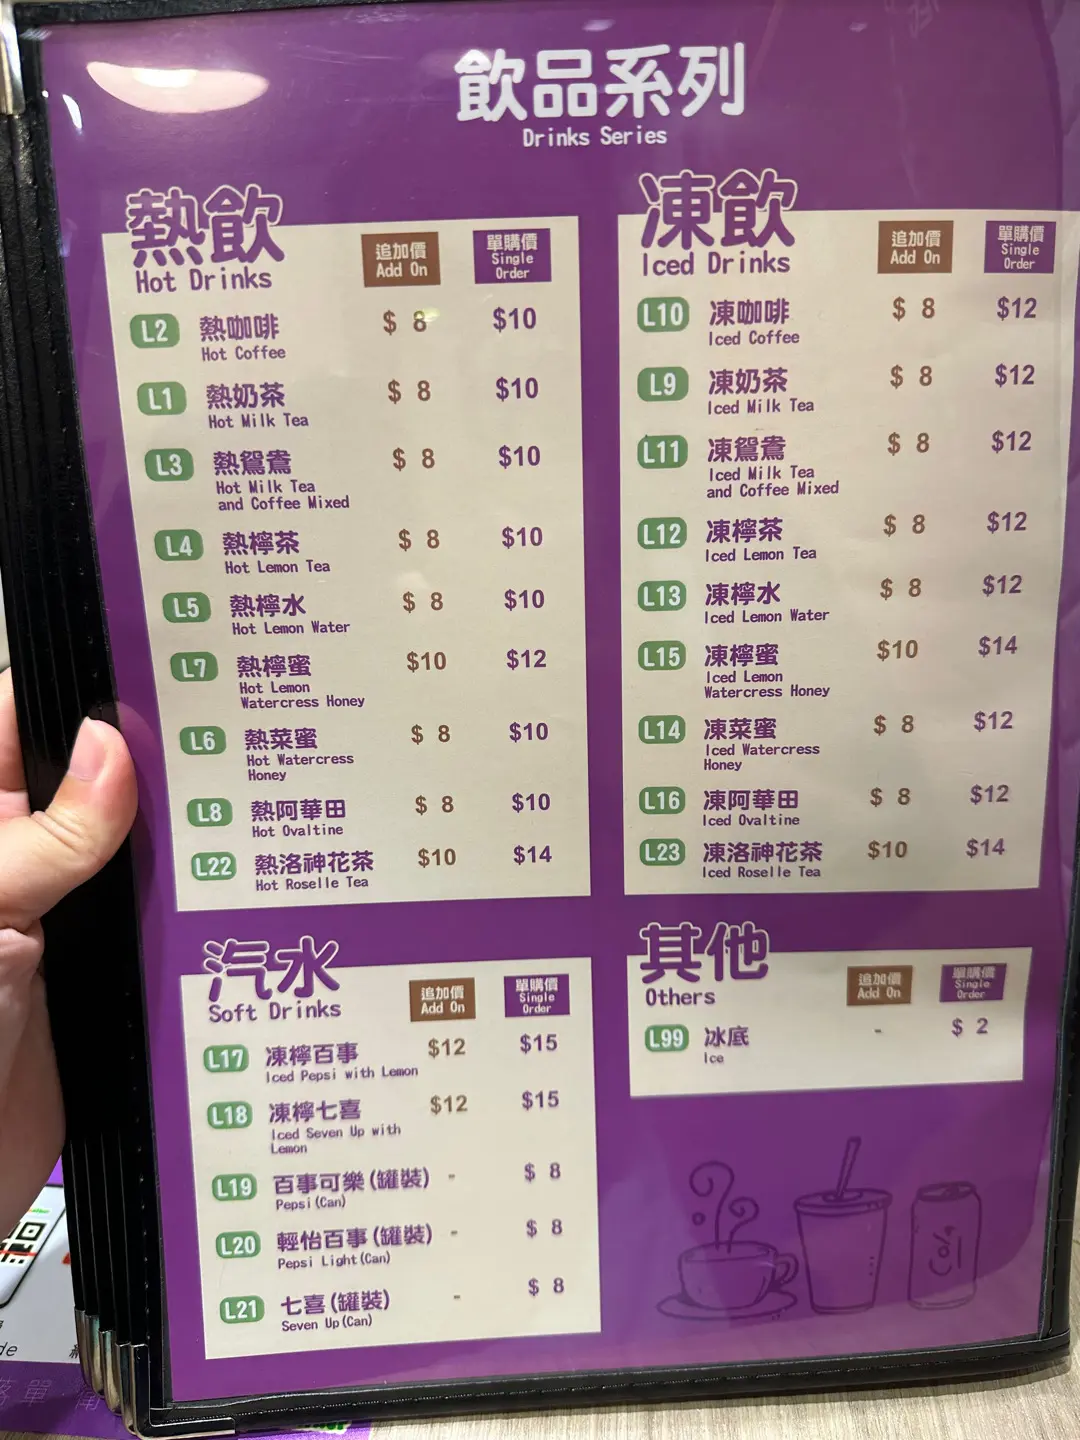 飲品系列
Drinks Series
熱飲
Hot Drinks
追加價
Add On
單購價
Single
Order
L2 熱咖啡 $ 8 $10
Hot Coffee
L1 熱奶茶 $ 8 $10
Hot Milk Tea
L3 熱鴛鴦 $ 8 $10
Hot Milk Tea
and Coffee Mixed
L4 熱檸茶 $ 8 $10
Hot Lemon Tea
L5 熱檸水 $ 8 $10
Hot Lemon Water
L7 熱檸蜜 $10 $12
Hot Lemon
Watercress Honey
L6 熱菜蜜 $ 8 $10
Hot Watercress
Honey
L8 熱阿華田 $ 8 $10
Hot Ovaltine
L22 熱洛神花茶 $10 $14
Hot Roselle Tea
凍飲
Iced Drinks
追加價
Add On
單購價
Single
Order
L10 凍咖啡 $ 8 $12
Iced Coffee
L9 凍奶茶 $ 8 $12
Iced Milk Tea
L11 凍鴛鴦 $ 8 $12
Iced Milk Tea
and Coffee Mixed
L12 凍檸茶 $ 8 $12
Iced Lemon Tea
L13 凍檸水 $ 8 $12
Iced Lemon Water
L15 凍檸蜜 $10 $14
Iced Lemon
Watercress Honey
L14 凍菜蜜 $ 8 $12
Iced Watercress
Honey
L16 凍阿華田 $ 8 $12
Iced Ovaltine
L23 凍洛神花茶 $10 $14
Iced Roselle Tea
汽水
Soft Drinks
追加價
Add On
單購價
Single
Order
L17 凍檸百事 $12 $15
Iced Pepsi with Lemon
L18 凍檸七喜 $12 $15
Iced Seven Up with
Lemon
L19 百事可樂(罐裝) - $ 8
Pepsi(Can)
L20 輕怡百事(罐裝) - $ 8
Pepsi Light(Can)
L21 七喜(罐裝) - $ 8
Seven Up(Can)
其他
Others
追加價
Add On
單購價
Single
Order
L99 冰底 - $ 2
Ice